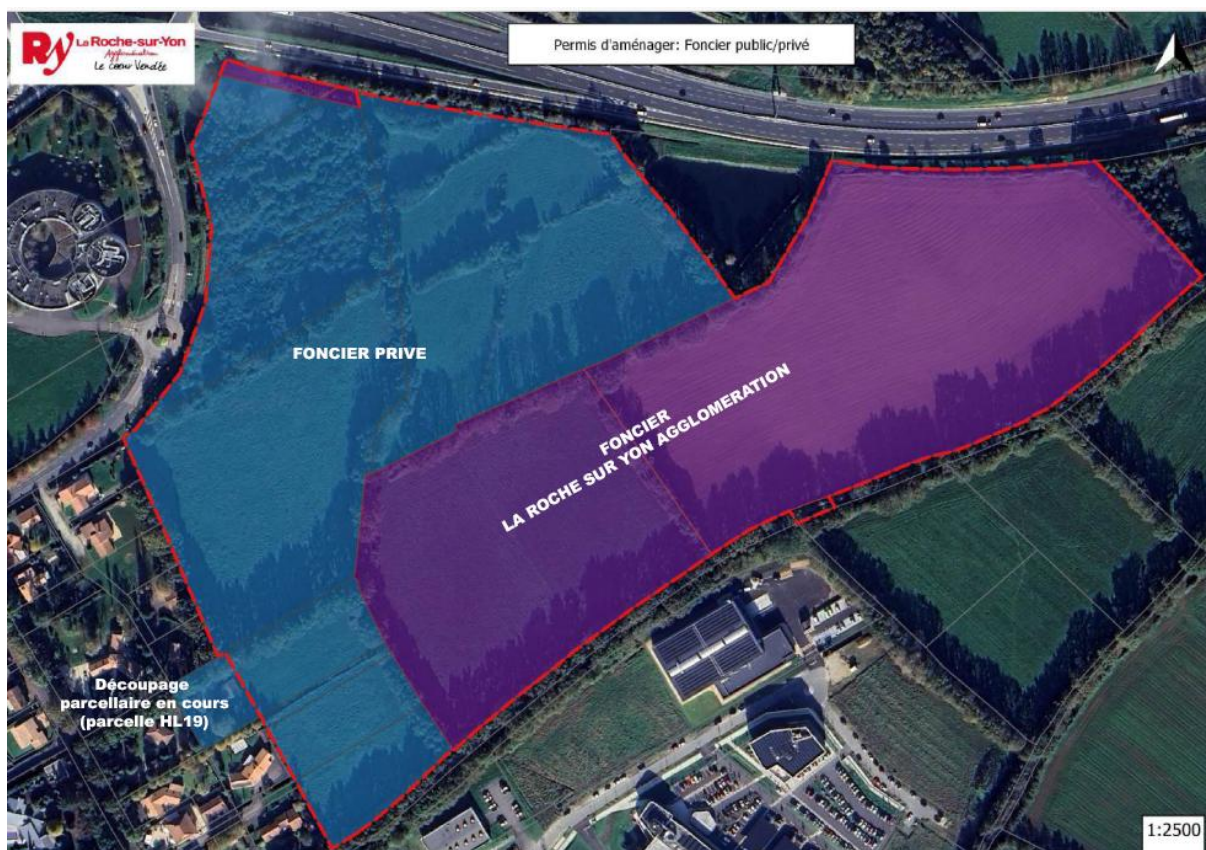 Ry La Roche-sur-Yon
Agglomération
Le cœur Vendée
Permis d'aménager: Foncier public/privé
FONCIER PRIVE
FONCIER
LA ROCHE SUR YON AGGLOMERATION
Découpage
parcellaire en cours
(parcelle HL19)
1:2500